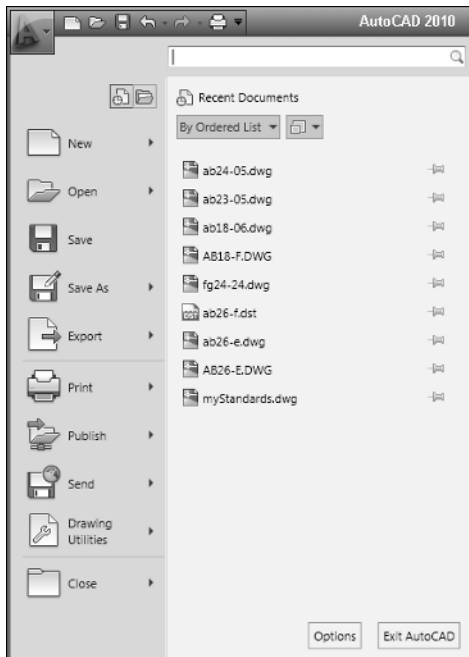 AutoCAD 2010
Recent Documents
By Ordered List
New
Open
Save
Save As
Export
Print
Publish
Send
Drawing
Utilities
Close
ab24-05.dwg
ab23-05.dwg
ab18-06.dwg
AB18-F.DWG
fg24-24.dwg
ab26-f.dst
ab26-e.dwg
AB26-E.DWG
myStandards.dwg
Options
Exit AutoCAD